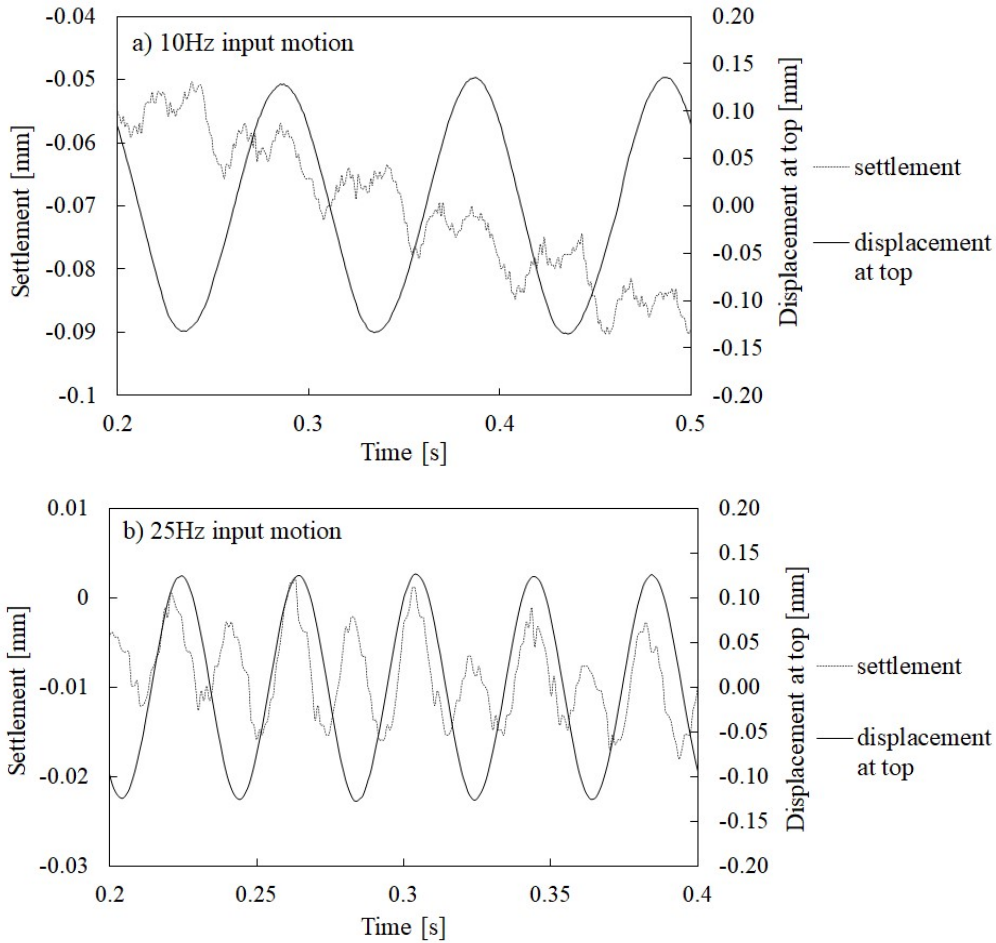 a) 10Hz input motion
-0.04
-0.05
-0.06
-0.07
-0.08
-0.09
-0.1
Settlement [mm]
0.20
0.15
0.10
0.05
0.00
-0.05
-0.10
-0.15
-0.20
Displacement at top [mm]
0.2
0.3
0.4
0.5
Time [s]
settlement
displacement
at top
b) 25Hz input motion
0.01
0
-0.01
-0.02
-0.03
Settlement [mm]
0.20
0.15
0.10
0.05
0.00
-0.05
-0.10
-0.15
-0.20
Displacement at top [mm]
0.2
0.25
0.3
0.35
0.4
Time [s]
settlement
displacement
at top